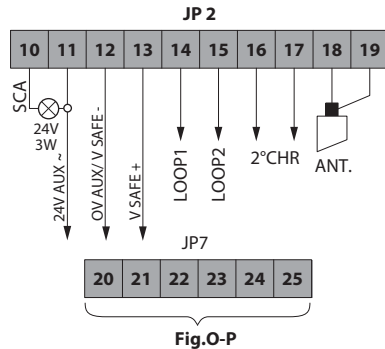 JP 2
10 11 12 13 14 15 16 17 18 19
SCA
24V
3W
24V AUX ~
0V AUX/ V SAFE -
V SAFE +
LOOP1
LOOP2
2°CHR
ANT.
JP7
20 21 22 23 24 25
Fig.O-P